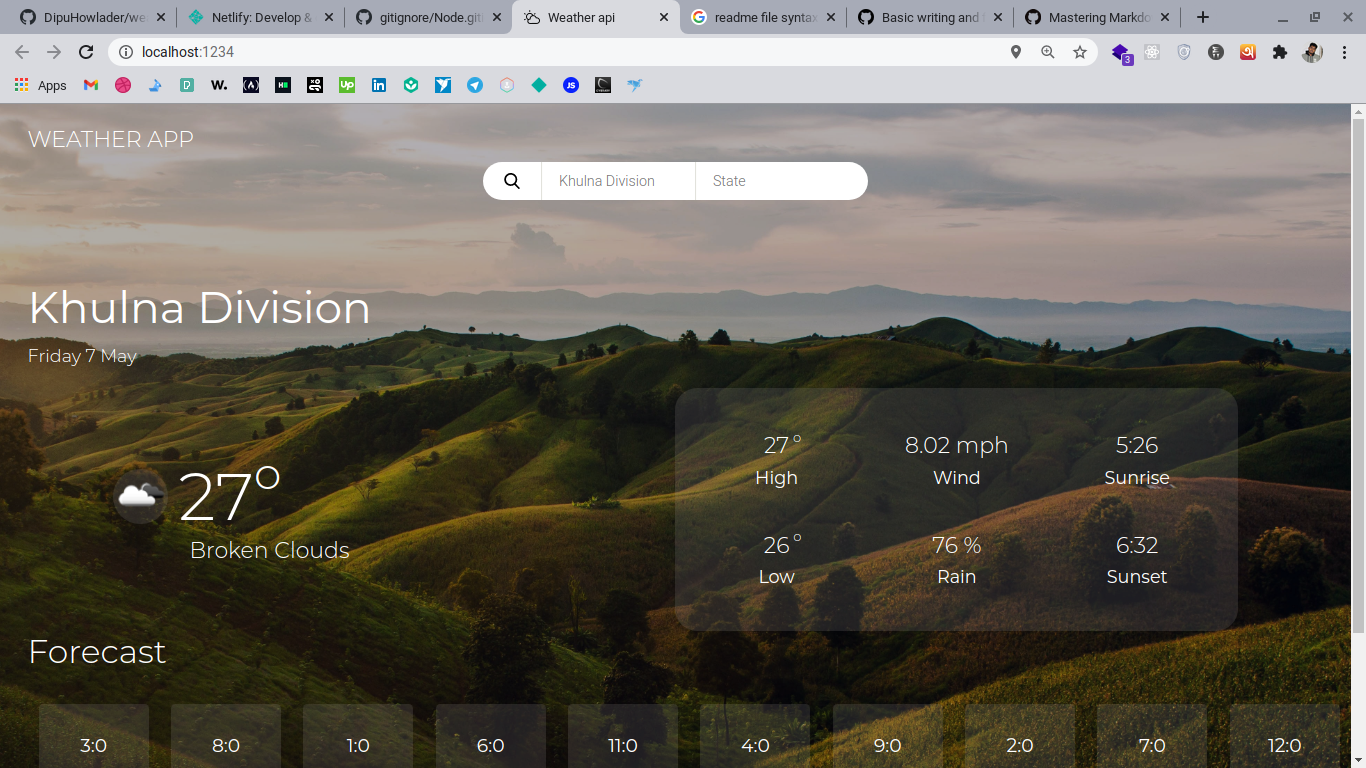 DipuHowlader/we
Netlify: Develop &
gitignore/Node.git
Weather api
readme file syntax
Basic writing and f
Mastering Markdo
localhost:1234
3
Apps
WEATHER APP
Khulna Division
State
Khulna Division
Friday 7 May
27° 8.02 mph 5:26
High Wind Sunrise
27°
Broken Clouds
26° 76 % 6:32
Low Rain Sunset
Forecast
3:0 8:0 1:0 6:0 11:0 4:0 9:0 2:0 7:0 12:0